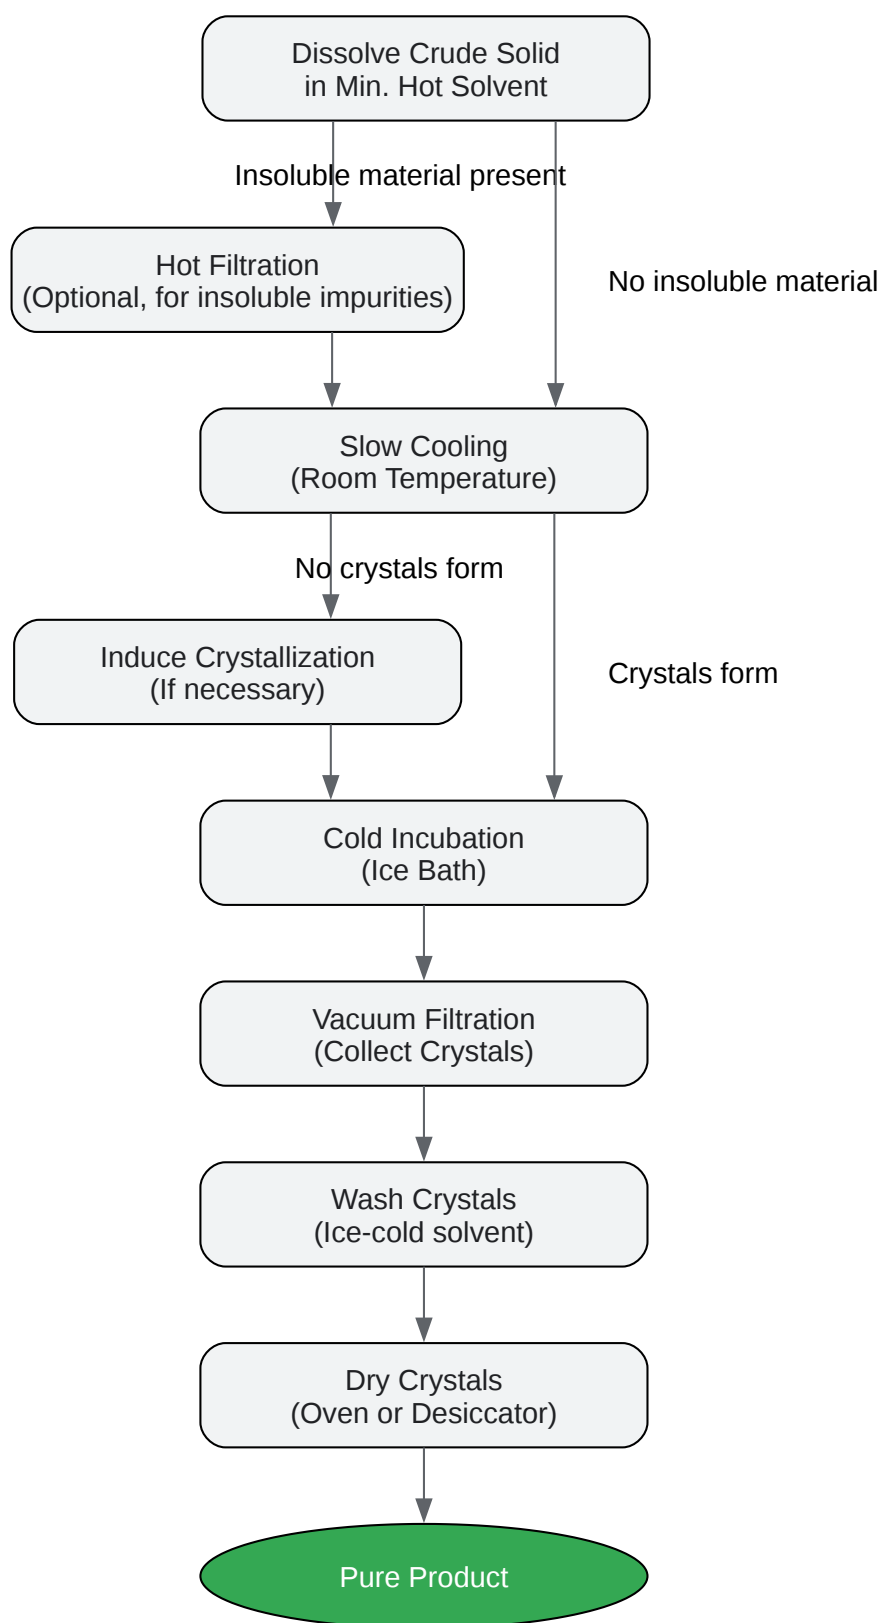 Dissolve Crude Solid
in Min. Hot Solvent
Insoluble material present
Hot Filtration
(Optional, for insoluble impurities)
No insoluble material
Slow Cooling
(Room Temperature)
No crystals form
Induce Crystallization
(If necessary)
Crystals form
Cold Incubation
(Ice Bath)
Vacuum Filtration
(Collect Crystals)
Wash Crystals
(Ice-cold solvent)
Dry Crystals
(Oven or Desiccator)
Pure Product